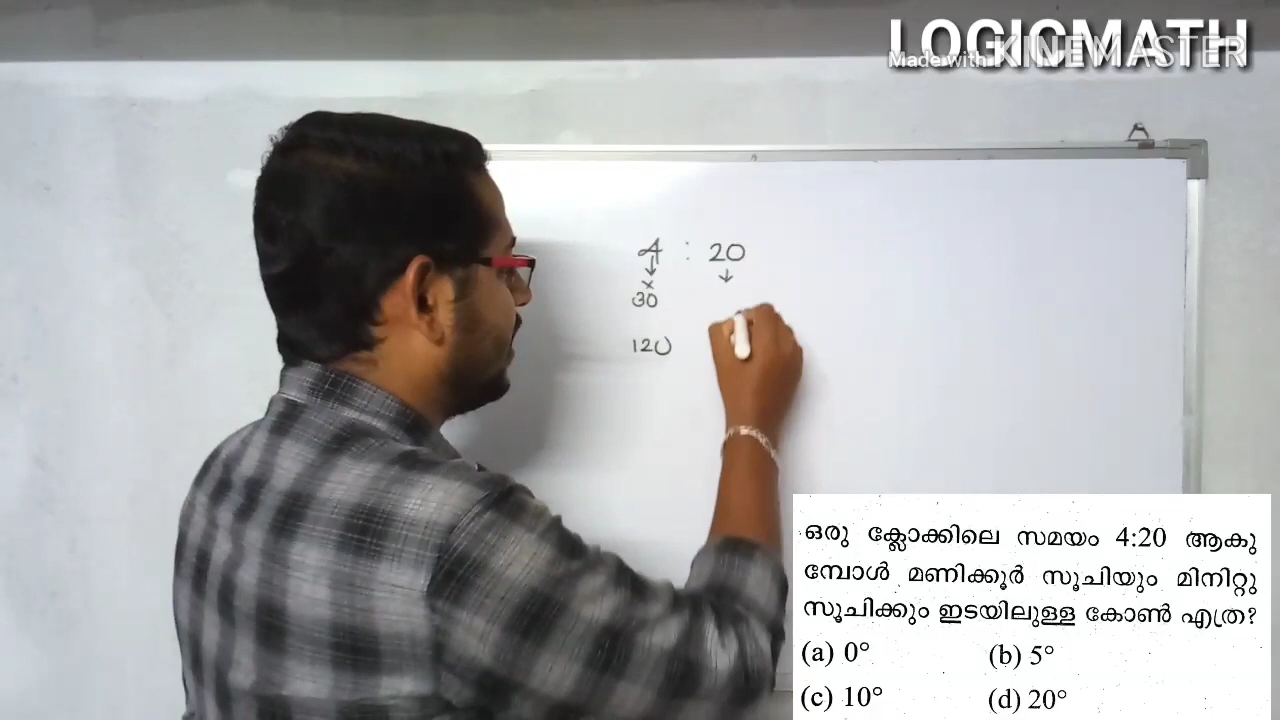 LOGICMATH
Made with KINEMASTER
4 : 20
×
30
120
ഒരു ക്ലോക്കിലെ സമയം 4:20 ആകു
മ്പോൾ മണിക്കൂർ സൂചിയും മിനിറ്റു
സൂചിക്കും ഇടയിലുള്ള കോൺ എത്ര?
(a) 0° (b) 5°
(c) 10° (d) 20°